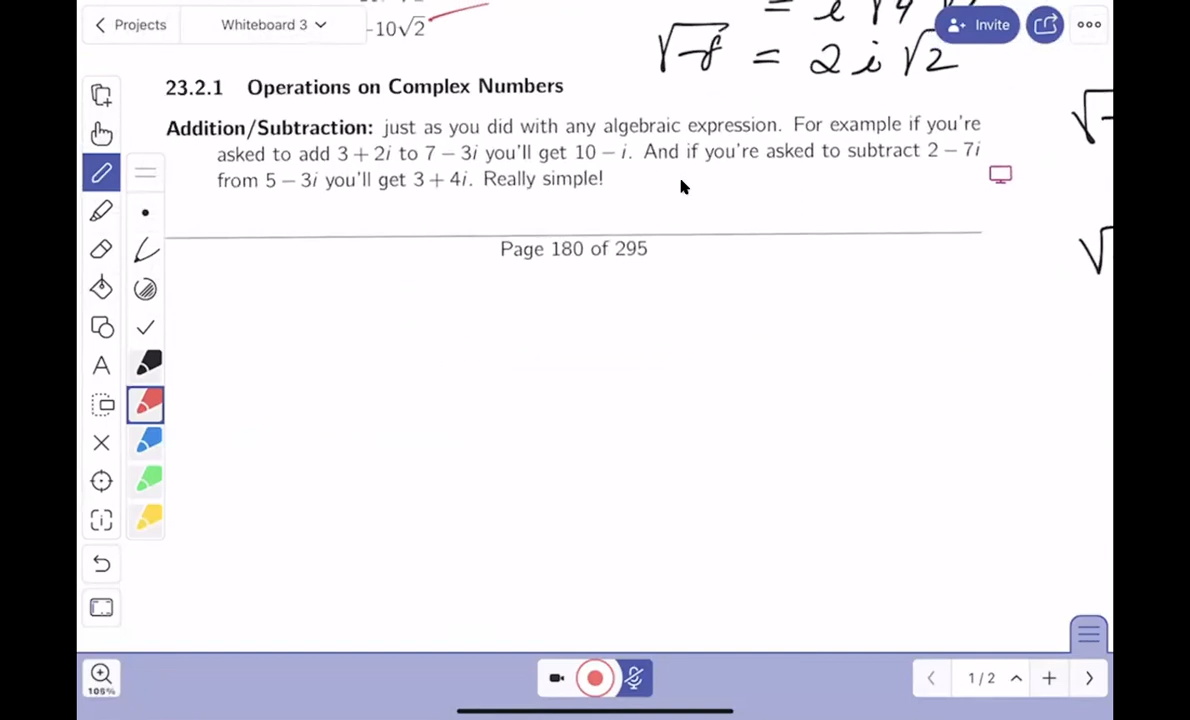 Projects
Whiteboard 3
-10√2
= i √4
Invite
√-8 = 2 i √2
23.2.1 Operations on Complex Numbers
Addition/Subtraction: just as you did with any algebraic expression. For example if you're
asked to add 3 + 2i to 7 − 3i you'll get 10 − i. And if you're asked to subtract 2 − 7i
from 5 − 3i you'll get 3 + 4i. Really simple!
Page 180 of 295
A
106%
1 / 2